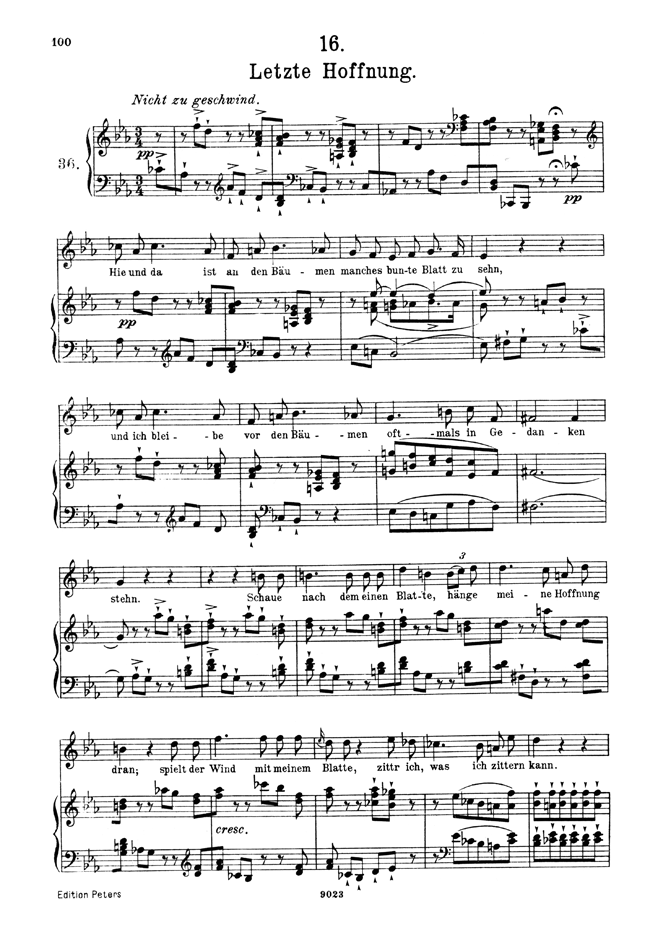 100
16.
Letzte Hoffnung.
Nicht zu geschwind.
36.
pp
pp
Hie und da ist an den Bäu- men manches bun-te Blatt zu sehn,
pp
und ich blei- be vor den Bäu- men oft-mals in Ge-dan- ken
3
stehn. Schaue nach dem einen Blat-te, hänge mei- ne Hoffnung
dran; spielt der Wind mit meinem Blatte, zittr ich, was ich zittern kann.
cresc.
Edition Peters 9023